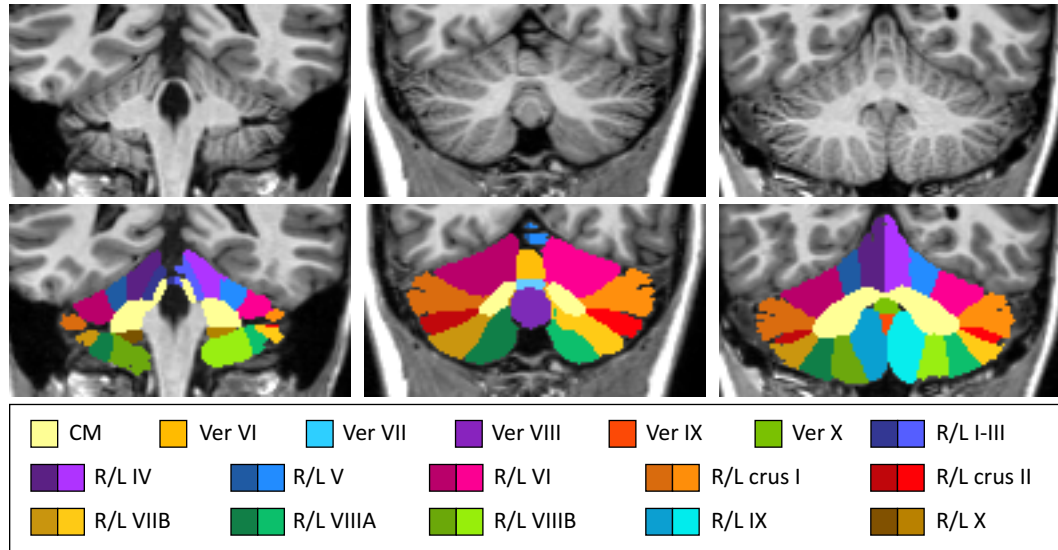 CM Ver VI Ver VII Ver VIII Ver IX Ver X R/L I-III
R/L IV R/L V R/L VI R/L crus I R/L crus II
R/L VIIB R/L VIIIA R/L VIIIB R/L IX R/L X